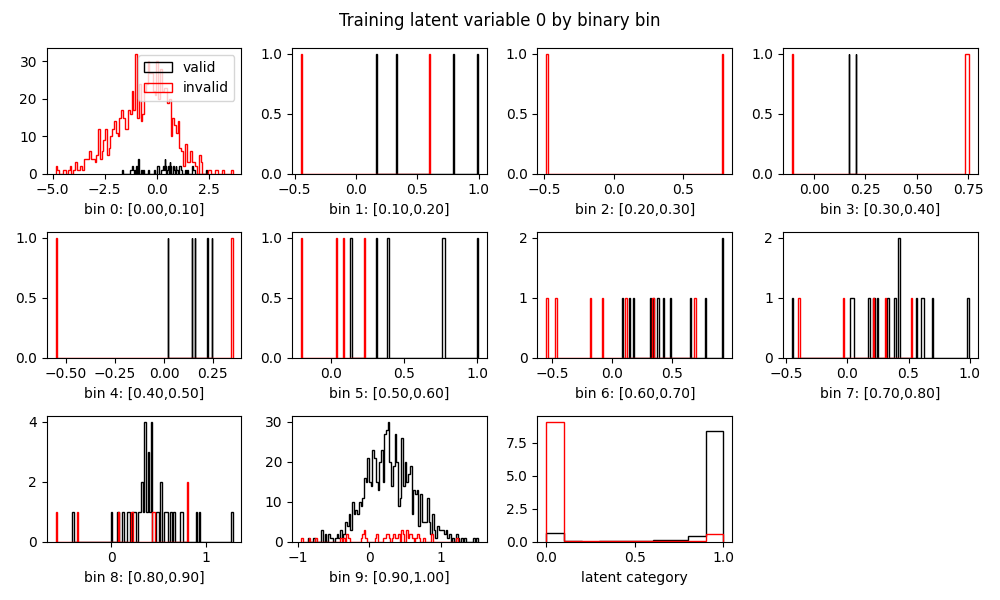 Training latent variable 0 by binary bin
30
20
10
0
valid
invalid
−5.0 −2.5 0.0 2.5
bin 0: [0.00,0.10]
1.0
0.5
0.0
−0.5 0.0 0.5 1.0
bin 1: [0.10,0.20]
1.0
0.5
0.0
−0.5 0.0 0.5
bin 2: [0.20,0.30]
1.0
0.5
0.0
0.00 0.25 0.50 0.75
bin 3: [0.30,0.40]
1.0
0.5
0.0
−0.50 −0.25 0.00 0.25
bin 4: [0.40,0.50]
1.0
0.5
0.0
0.0 0.5 1.0
bin 5: [0.50,0.60]
2
1
0
−0.5 0.0 0.5
bin 6: [0.60,0.70]
2
1
0
−0.5 0.0 0.5 1.0
bin 7: [0.70,0.80]
4
2
0
0 1
bin 8: [0.80,0.90]
30
20
10
0
−1 0 1
bin 9: [0.90,1.00]
7.5
5.0
2.5
0.0
0.0 0.5 1.0
latent category